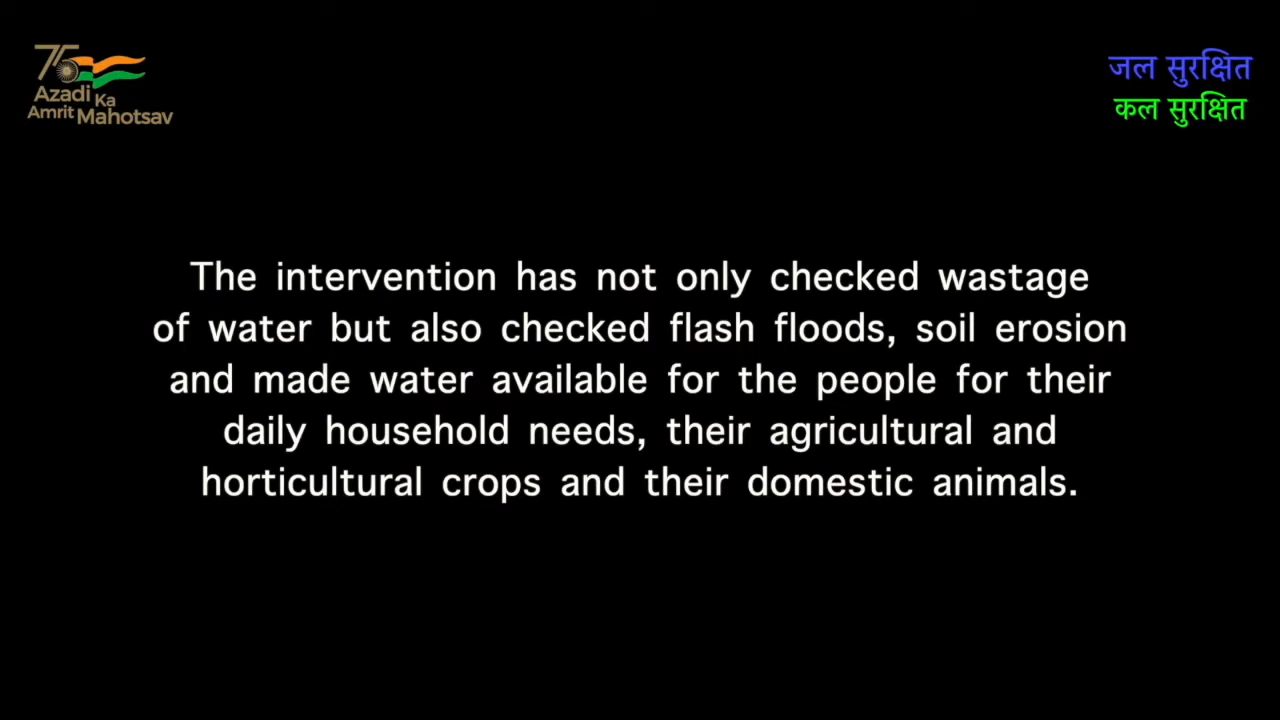 75
Azadi Ka
Amrit Mahotsav
जल सुरक्षित
कल सुरक्षित
The intervention has not only checked wastage
of water but also checked flash floods, soil erosion
and made water available for the people for their
daily household needs, their agricultural and
horticultural crops and their domestic animals.